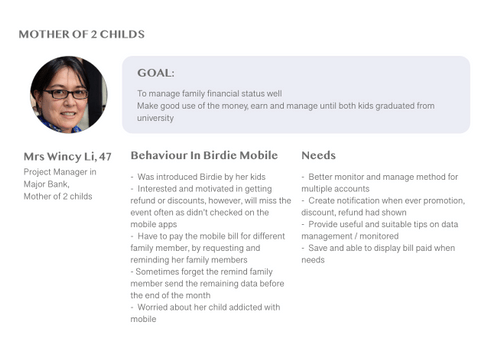 MOTHER OF 2 CHILDS
GOAL:
To manage family financial status well
Make good use of the money, earn and manage until both kids graduated from
university
Mrs Wincy Li, 47
Project Manager in
Major Bank,
Mother of 2 childs
Behaviour In Birdie Mobile
- Was introduced Birdie by her kids
- Interested and motivated in getting
refund or discounts, however, will miss the
event often as didn't checked on the
mobile apps
- Have to pay the mobile bill for different
family member, by requesting and
reminding her family members
- Sometimes forget the remind family
member send the remaining data before
the end of the month
- Worried about her child addicted with
mobile
Needs
- Better monitor and manage method for
multiple accounts
- Create notification when ever promotion,
discount, refund had shown
- Provide useful and suitable tips on data
management / monitored
- Save and able to display bill paid when
needs